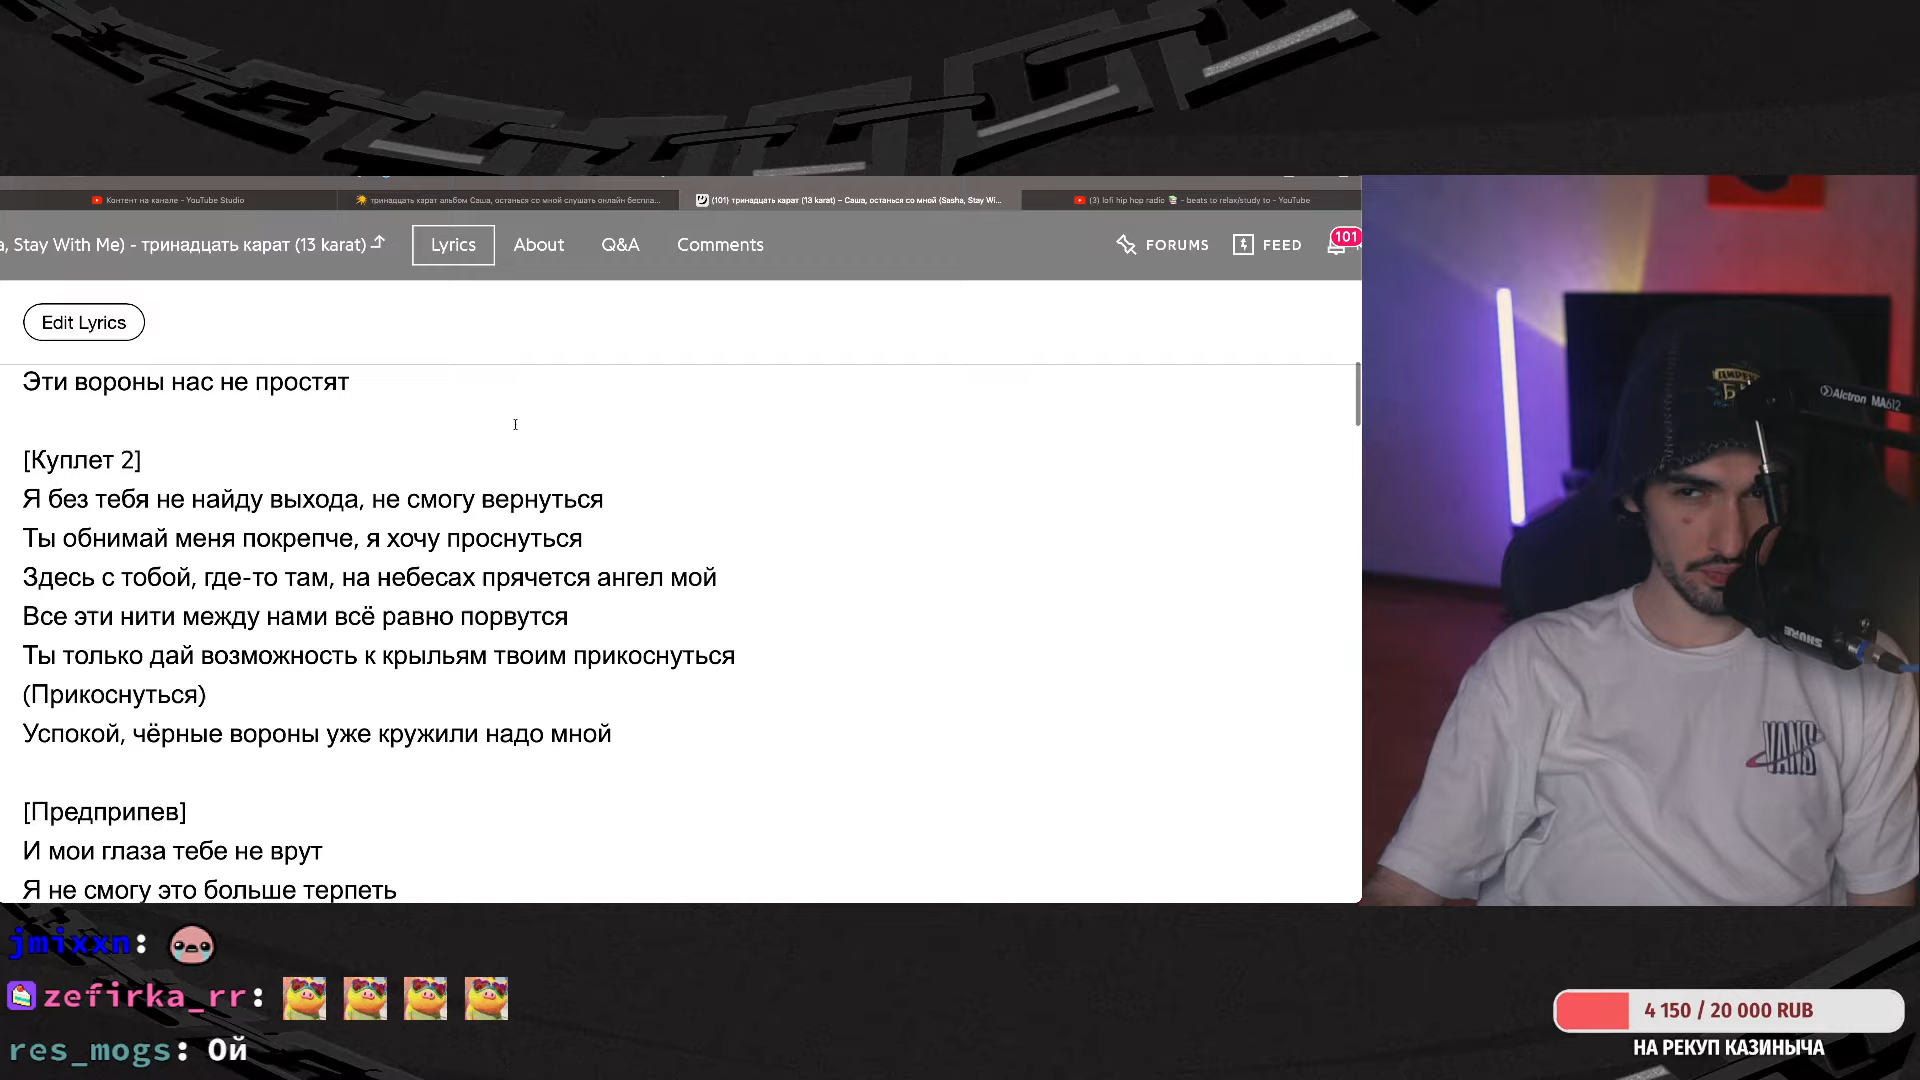 Контент на канале - YouTube Studio
тринадцать карат альбом Саша, останься со мной слушать онлайн беспла...
(101) тринадцать карат (13 karat) – Саша, останься со мной (Sasha, Stay Wi...
(3) lofi hip hop radio 📚 - beats to relax/study to - YouTube
a, Stay With Me) - тринадцать карат (13 karat)
Lyrics
About
Q&A
Comments
FORUMS
FEED
101
Edit Lyrics
Эти вороны нас не простят
[Куплет 2]
Я без тебя не найду выхода, не смогу вернуться
Ты обнимай меня покрепче, я хочу проснуться
Здесь с тобой, где-то там, на небесах прячется ангел мой
Все эти нити между нами всё равно порвутся
Ты только дай возможность к крыльям твоим прикоснуться
(Прикоснуться)
Успокой, чёрные вороны уже кружили надо мной
[Предприпев]
И мои глаза тебе не врут
Я не смогу это больше терпеть
Alctron MA612
SHURE
VANS
jmixxn:
zefirka_rr:
res_mogs: Ой
4 150 / 20 000 RUB
НА РЕКУП КАЗИНЫЧА